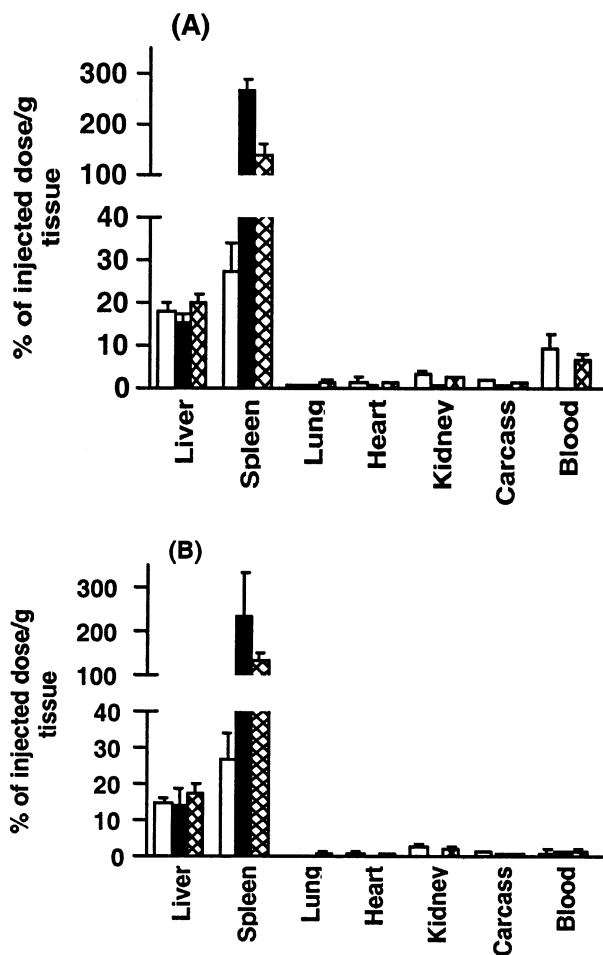 (A)
% of injected dose/g
tissue
300
200
100
40
30
20
10
0
Liver
Spleen
Lung
Heart
Kidney
Carcass
Blood
(B)
% of injected dose/g
tissue
300
200
100
40
30
20
10
0
Liver
Spleen
Lung
Heart
Kidney
Carcass
Blood